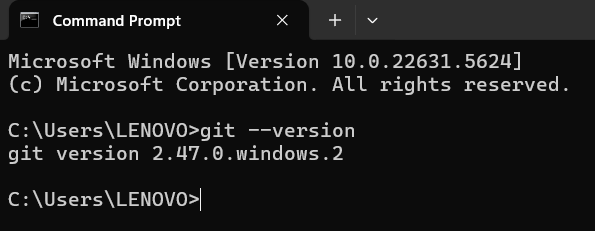 Command Prompt
Microsoft Windows [Version 10.0.22631.5624]
(c) Microsoft Corporation. All rights reserved.
C:\Users\LENOVO>git --version
git version 2.47.0.windows.2
C:\Users\LENOVO>